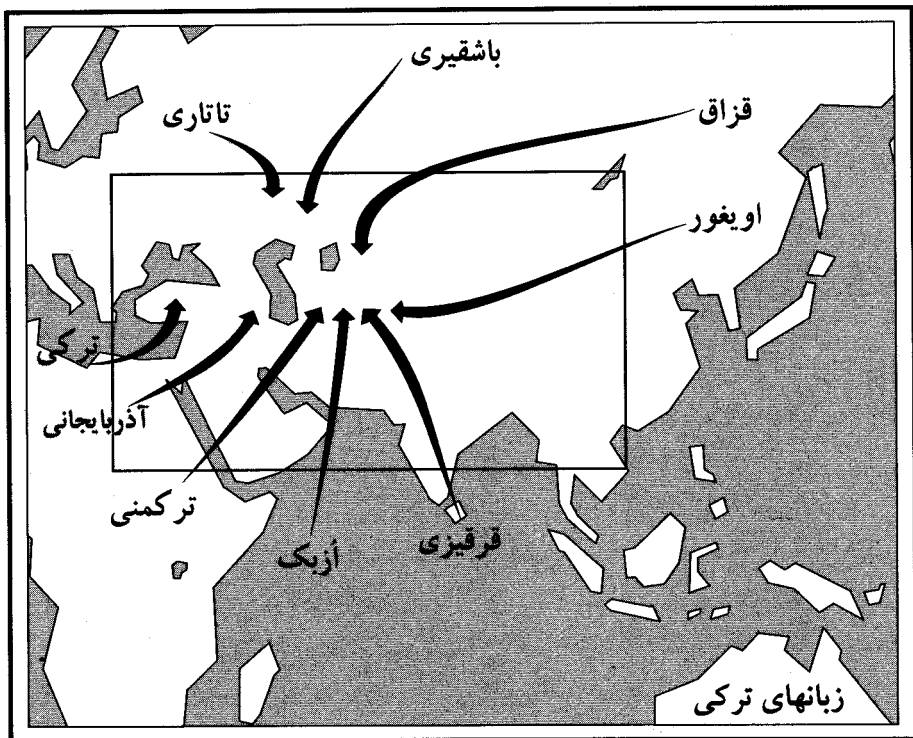 باشقیری
تاتاری
قزاق
اویغور
ترکی
آذربایجانی
ترکمنی
اُزبک
قرقیزی
زبانهای ترکی